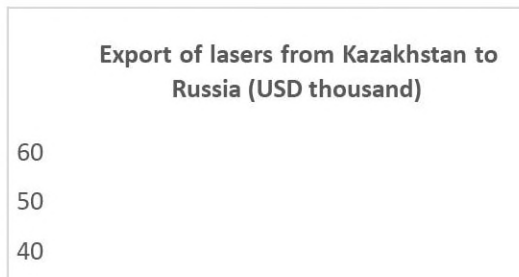 Export of lasers from Kazakhstan to
Russia (USD thousand)
60
50
40